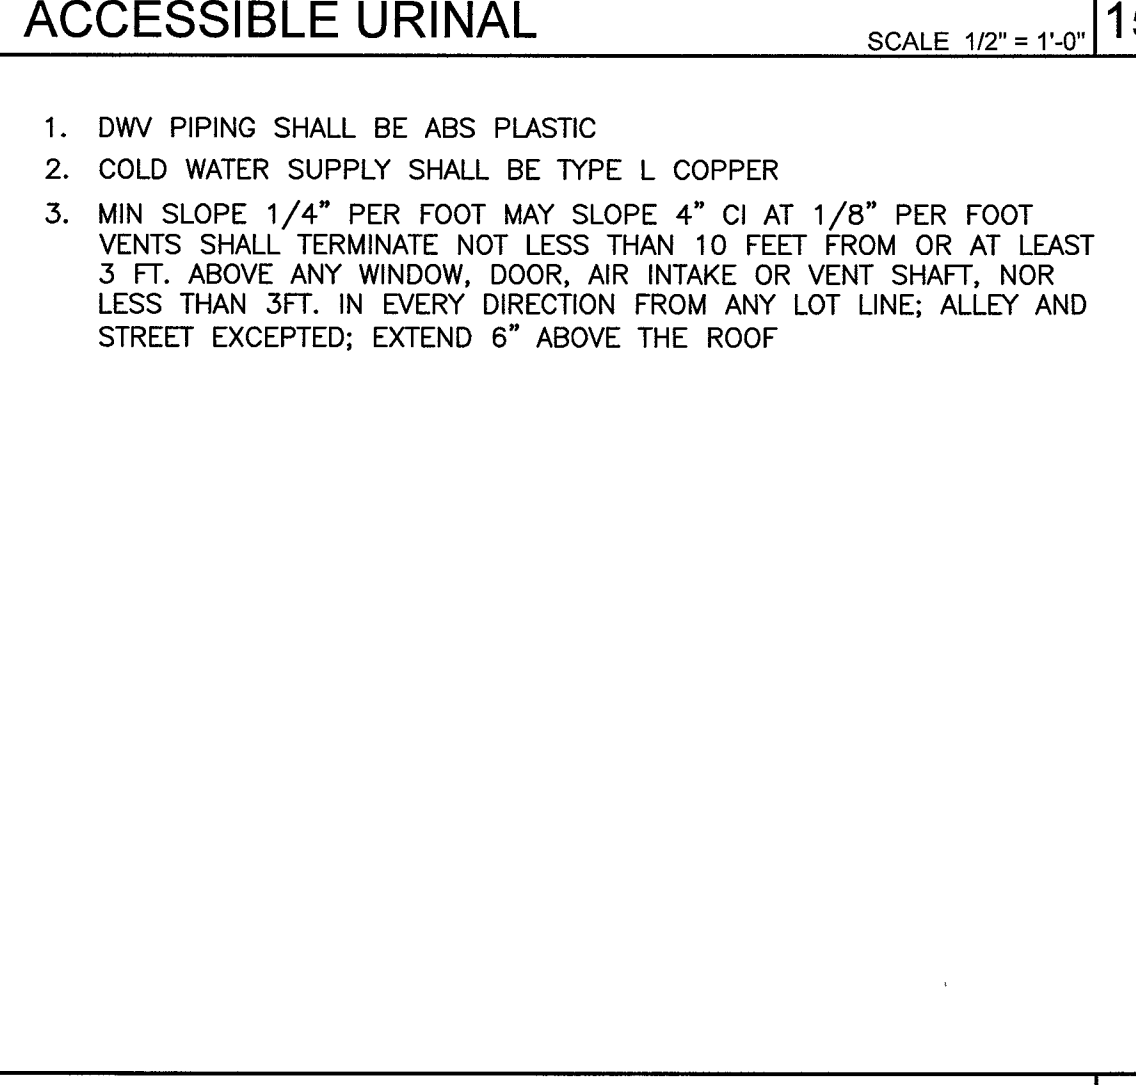 ACCESSIBLE URINAL
SCALE 1/2" = 1'-0"
1. DWV PIPING SHALL BE ABS PLASTIC
2. COLD WATER SUPPLY SHALL BE TYPE L COPPER
3. MIN SLOPE 1/4" PER FOOT MAY SLOPE 4" CI AT 1/8" PER FOOT
VENTS SHALL TERMINATE NOT LESS THAN 10 FEET FROM OR AT LEAST
3 FT. ABOVE ANY WINDOW, DOOR, AIR INTAKE OR VENT SHAFT, NOR
LESS THAN 3FT. IN EVERY DIRECTION FROM ANY LOT LINE; ALLEY AND
STREET EXCEPTED; EXTEND 6" ABOVE THE ROOF